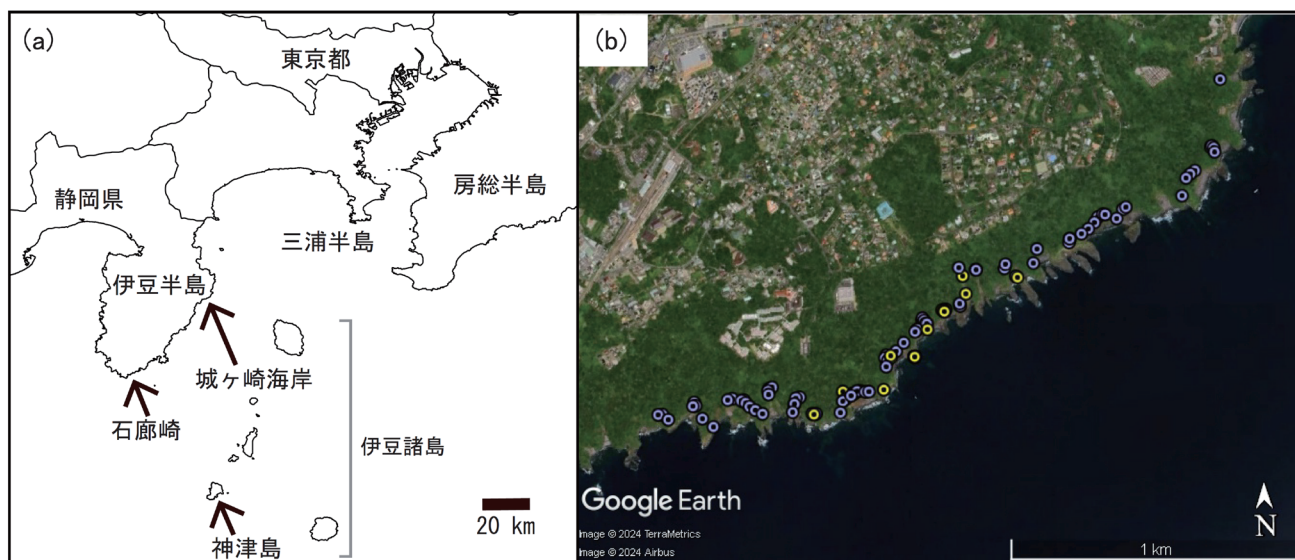 (a)
東京都
静岡県
房総半島
三浦半島
伊豆半島
城ヶ崎海岸
石廊崎
伊豆諸島
神津島
20 km
(b)
Google Earth
Image © 2024 TerraMetrics
Image © 2024 Airbus
N
1 km